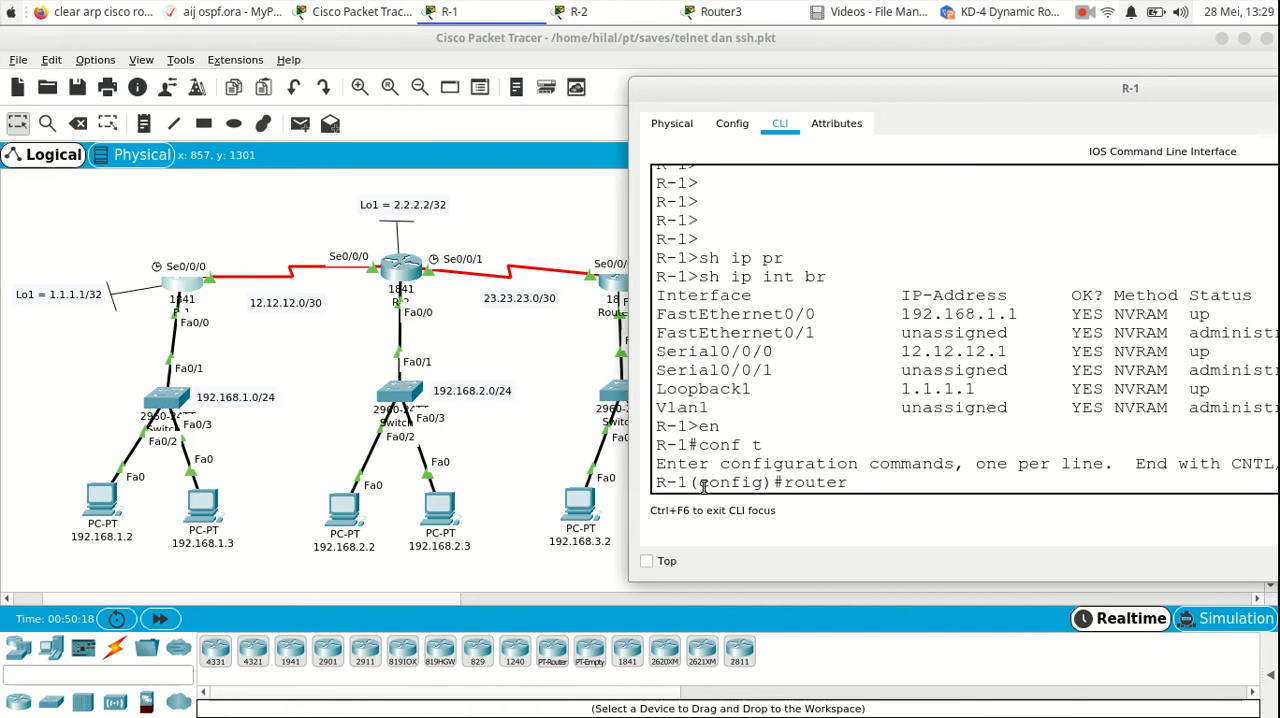 clear arp cisco ro...
aij ospf.ora - MyP...
Cisco Packet Trac...
R-1
R-2
Router3
Videos - File Man...
KD-4 Dynamic Ro...
28 Mei, 13:29
Cisco Packet Tracer - /home/hilal/pt/saves/telnet dan ssh.pkt
File Edit Options View Tools Extensions Help
R-1
Physical Config CLI Attributes
Logical Physical x: 857, y: 1301
IOS Command Line Interface
R-1>
R-1>
R-1>
R-1>
R-1>
R-1>sh ip pr
R-1>sh ip int br
Interface IP-Address OK? Method Status
FastEthernet0/0 192.168.1.1 YES NVRAM up
FastEthernet0/1 unassigned YES NVRAM administr
Serial0/0/0 12.12.12.1 YES NVRAM up
Serial0/0/1 unassigned YES NVRAM administr
Loopback1 1.1.1.1 YES NVRAM up
Vlan1 unassigned YES NVRAM administr
R-1>en
R-1#conf t
Enter configuration commands, one per line. End with CNTL/
R-1(config)#router
Ctrl+F6 to exit CLI focus
Top
Lo1 = 2.2.2.2/32
Se0/0/0
Se0/0/0
Se0/0/1
Se0/0/
Lo1 = 1.1.1.1/32
1841
12.12.12.0/30
1841
23.23.23.0/30
18
Route
Fa0/0
Fa0/0
Fa0/1
Fa0/1
192.168.1.0/24
192.168.2.0/24
Switch
Fa0/3
Switch
Fa0/3
Switch
Fa0/2
Fa0/2
Fa0
Fa0
Fa0
Fa0
Fa0
PC-PT
192.168.1.2
PC-PT
192.168.1.3
PC-PT
192.168.2.2
PC-PT
192.168.2.3
PC-PT
192.168.3.2
Time: 00:50:18
Realtime Simulation
4331 4321 1941 2901 2911 819IOX 819HGW 829 1240 PT-Router PT-Empty 1841 2620XM 2621XM 2811
(Select a Device to Drag and Drop to the Workspace)